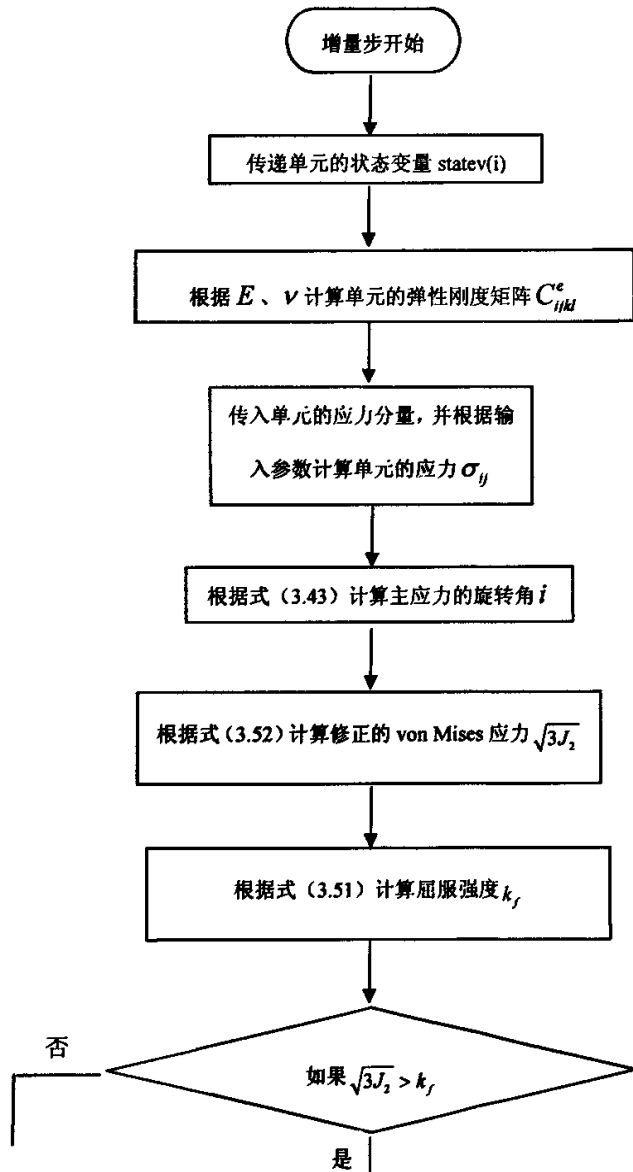 增量步开始
传递单元的状态变量 statev(i)
根据 E 、ν 计算单元的弹性刚度矩阵 C^e_{ijkl}
传入单元的应力分量，并根据输
入参数计算单元的应力 σ_{ij}
根据式（3.43）计算主应力的旋转角 i
根据式（3.52）计算修正的 von Mises 应力 √3J₂
根据式（3.51）计算屈服强度 k_f
否
如果 √3J₂ > k_f
是